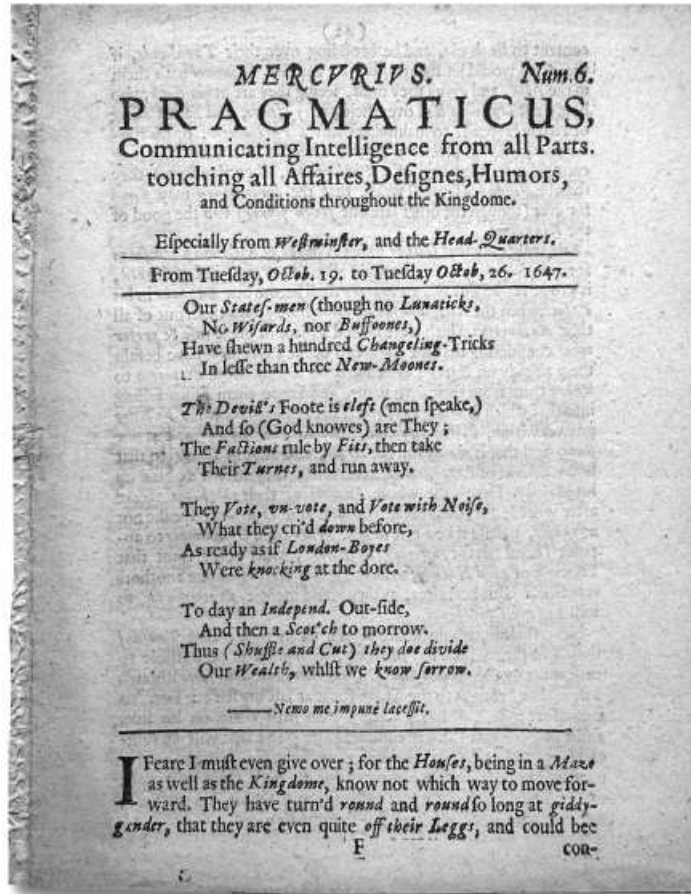 MERCVRIVS. Num.6.
PRAGMATICUS,
Communicating Intelligence from all Parts.
touching all Affaires,Deſignes,Humors,
and Conditions throughout the Kingdome.
Eſpecially from Weſtminſter, and the Head-Quarters.
From Tueſday, Octob. 19. to Tueſday Octob, 26. 1647.
Our Stateſ-men (though no Lunaticks,
No Wiſards, nor Buffoones,)
Have ſhewn a hundred Changeling-Tricks
In leſſe than three New-Moones.
The Devill's Foote is cleft (men ſpeake,)
And ſo (God knowes) are They ;
The Factions rule by Fits, then take
Their Turnes, and run away.
They Vote, vn-vote, and Vote with Noiſe,
What they cri'd down before,
As ready as if London-Boyes
Were knocking at the dore.
To day an Independ. Out-ſide,
And then a Scot'ch to morrow.
Thus (Shuffle and Cut) they doe divide
Our Wealth, whilſt we know ſorrow.
——Nemo me impunè laceſſit.
I Feare I muſt even give over ; for the Houſes, being in a Maze
as well as the Kingdome, know not which way to move for-
ward. They have turn'd round and round ſo long at giddy-
gander, that they are even quite off their Leggs, and could bee
F con-